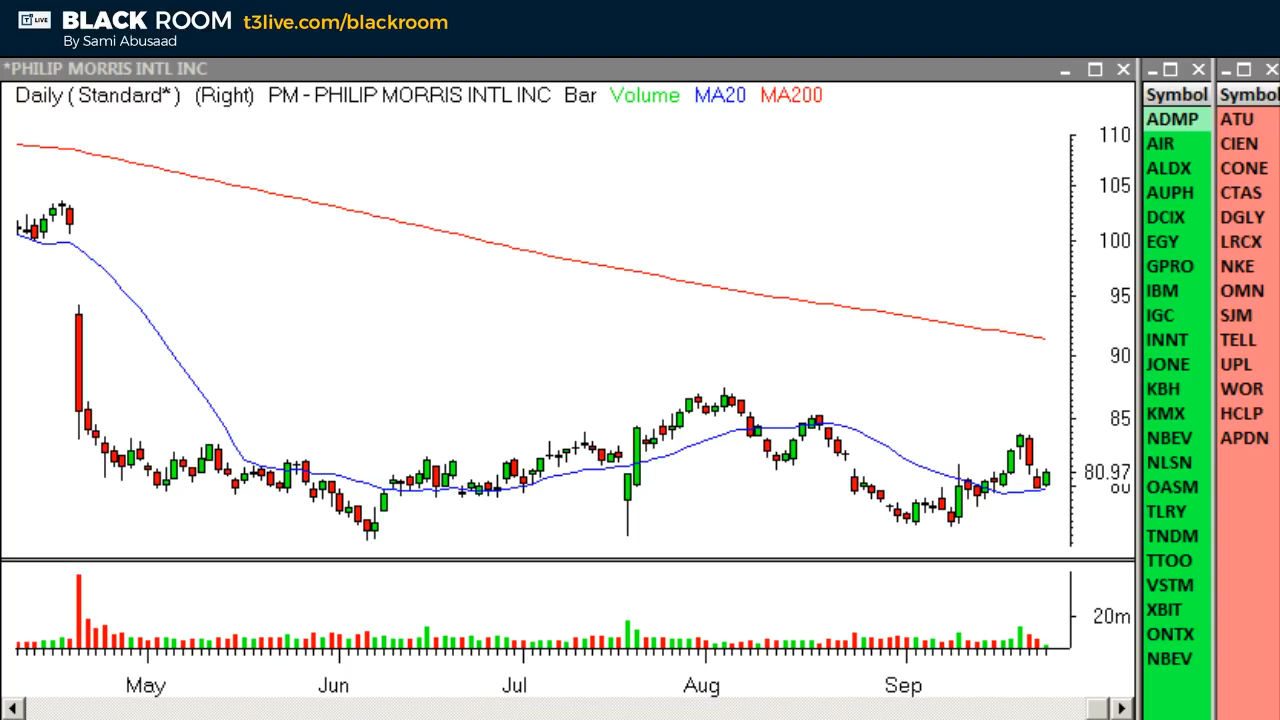 T3 LIVE BLACK ROOM t3live.com/blackroom
By Sami Abusaad
*PHILIP MORRIS INTL INC
Daily ( Standard* ) (Right) PM - PHILIP MORRIS INTL INC Bar Volume MA20 MA200
110
105
100
95
90
85
80.97
80
20m
May Jun Jul Aug Sep
Symbol
ADMP
AIR
ALDX
AUPH
DCIX
EGY
GPRO
IBM
IGC
INNT
JONE
KBH
KMX
NBEV
NLSN
OASM
TLRY
TNDM
TTOO
VSTM
XBIT
ONTX
NBEV
Symbol
ATU
CIEN
CONE
CTAS
DGLY
LRCX
NKE
OMN
SJM
TELL
UPL
WOR
HCLP
APDN